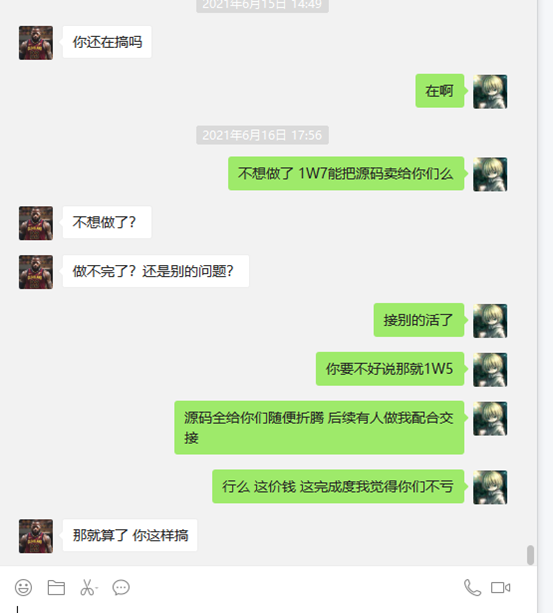 2021年6月15日 14:49
你还在搞吗
在啊
2021年6月16日 17:56
不想做了 1W7能把源码卖给你们么
不想做了？
做不完了？还是别的问题？
接别的活了
你要不好说那就1W5
源码全给你们随便折腾 后续有人做我配合交
接
行么 这价钱 这完成度我觉得你们不亏
那就算了 你这样搞